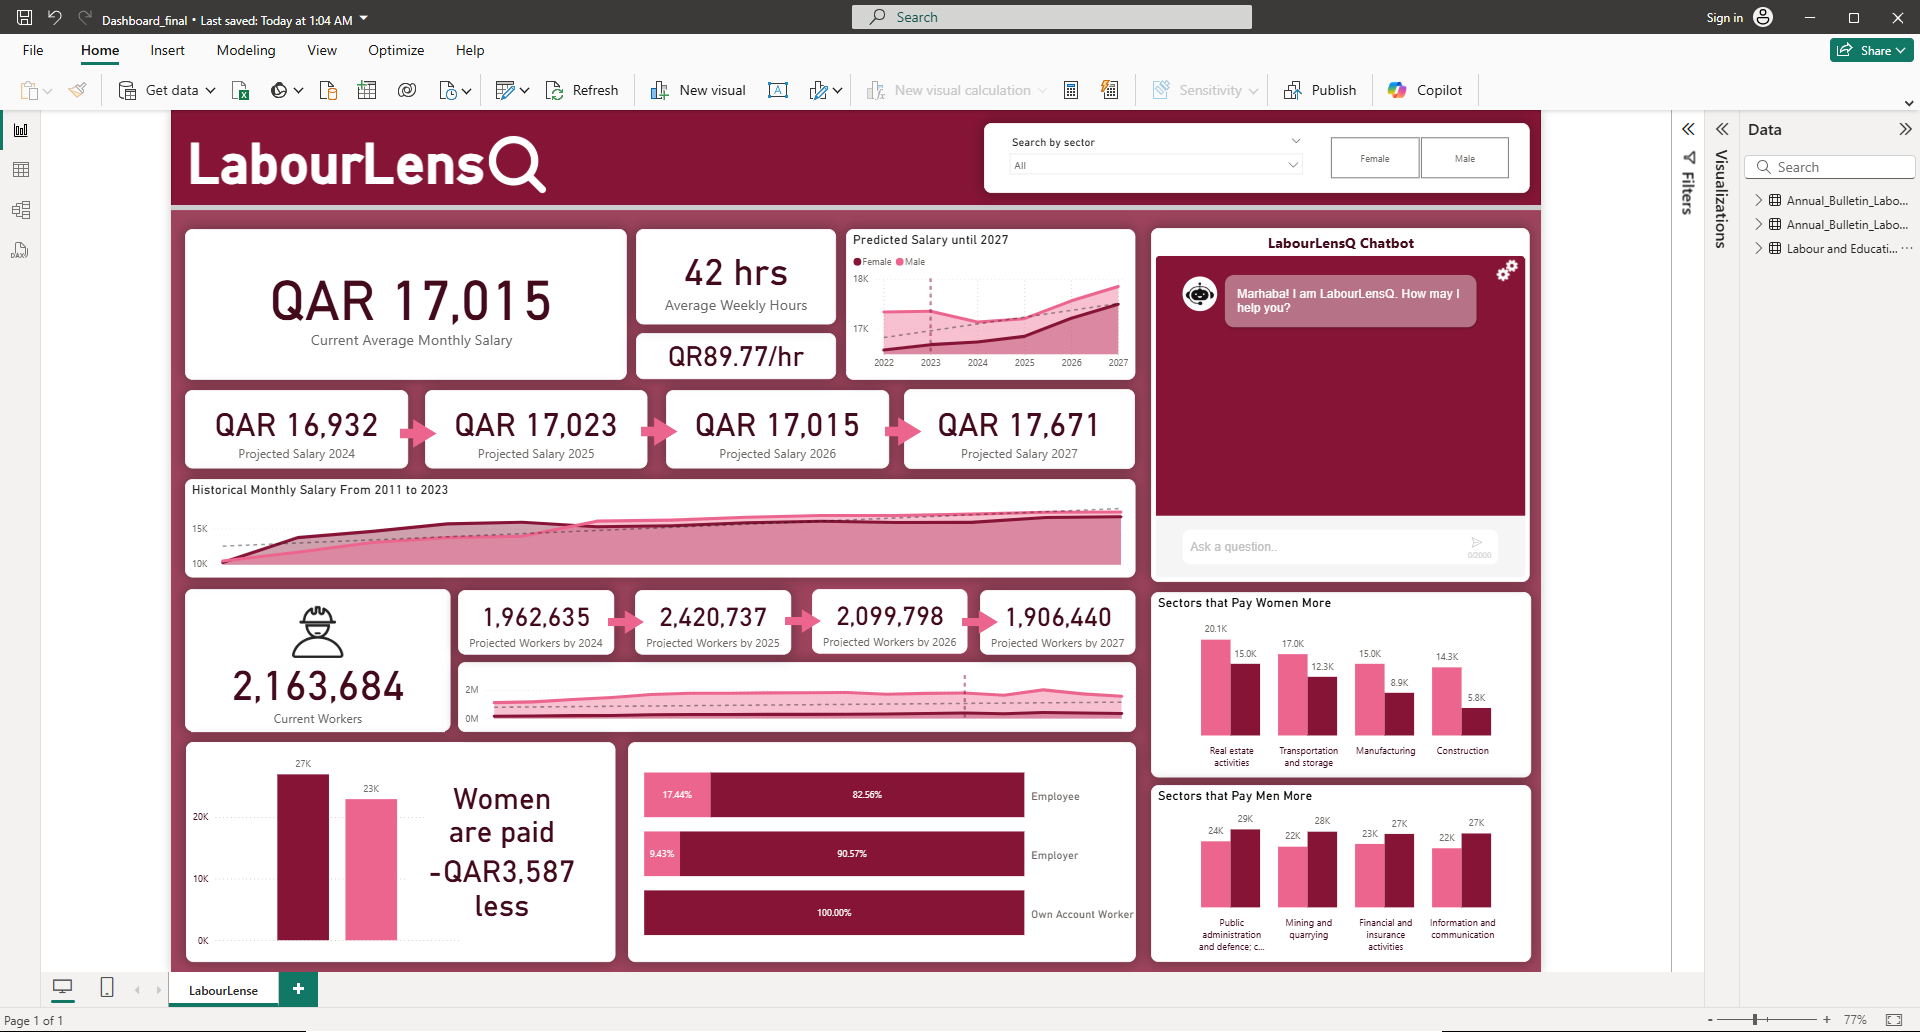 Dashboard_final • Last saved: Today at 1:04 AM
Search
Sign in
File
Home
Insert
Modeling
View
Optimize
Help
Share
Get data
Refresh
New visual
New visual calculation
Sensitivity
Publish
Copilot
LabourLensQ
Search by sector
All
Female
Male
QAR 17,015
Current Average Monthly Salary
42 hrs
Average Weekly Hours
QR89.77/hr
Predicted Salary until 2027
Female Male
18K
17K
2022 2023 2024 2025 2026 2027
QAR 16,932
Projected Salary 2024
QAR 17,023
Projected Salary 2025
QAR 17,015
Projected Salary 2026
QAR 17,671
Projected Salary 2027
Historical Monthly Salary From 2011 to 2023
15K
10K
2,163,684
Current Workers
1,962,635
Projected Workers by 2024
2,420,737
Projected Workers by 2025
2,099,798
Projected Workers by 2026
1,906,440
Projected Workers by 2027
2M
0M
27K
23K
20K
10K
0K
Women
are paid
-QAR3,587
less
17.44% 82.56% Employee
9.43% 90.57% Employer
100.00% Own Account Worker
LabourLensQ Chatbot
Marhaba! I am LabourLensQ. How may I
help you?
Ask a question..
0/2000
Sectors that Pay Women More
20.1K
15.0K
17.0K
12.3K
15.0K
8.9K
14.3K
5.8K
Real estate
activities
Transportation
and storage
Manufacturing
Construction
Sectors that Pay Men More
24K
29K
22K
28K
23K
27K
22K
27K
Public
administration
and defence; c...
Mining and
quarrying
Financial and
insurance
activities
Information and
communication
Filters
Visualizations
Data
Search
Annual_Bulletin_Labo...
Annual_Bulletin_Labo...
Labour and Educati...
DAX
LabourLense
Page 1 of 1
77%